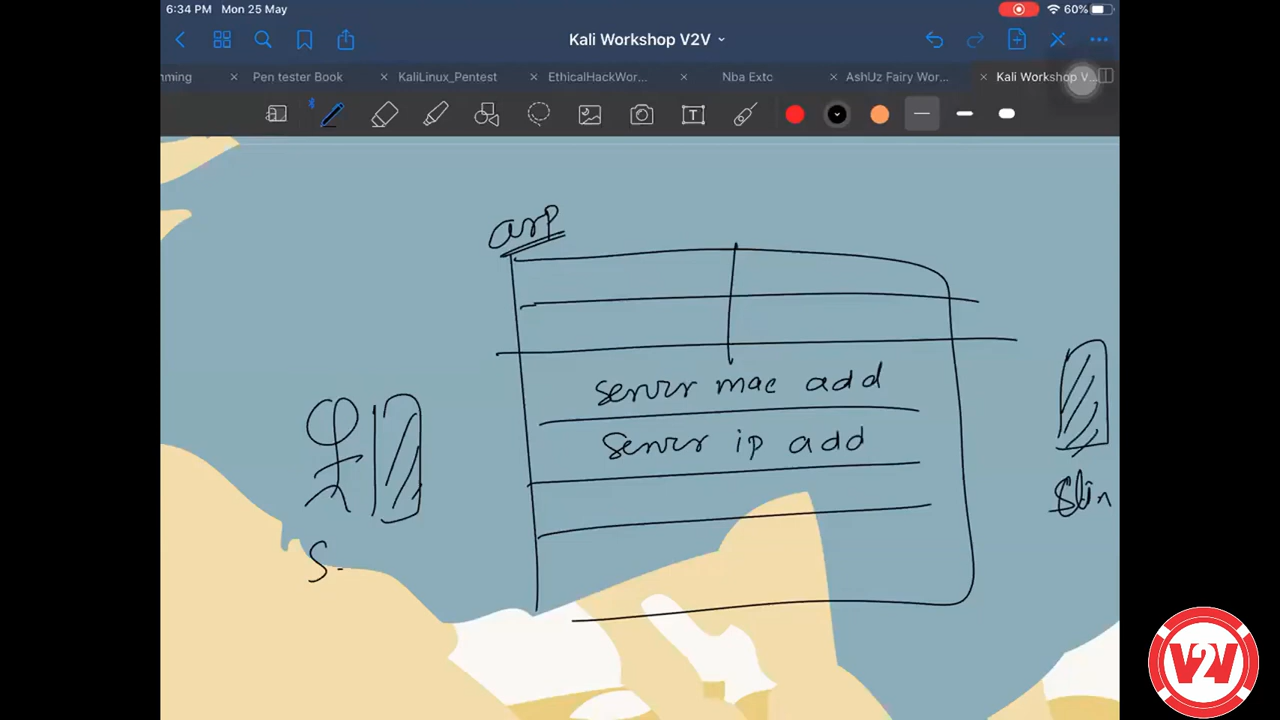 6:34 PM Mon 25 May
60%
Kali Workshop V2V
nming
Pen tester Book
KaliLinux_Pentest
EthicalHackWor...
Nba Extc
AshUz Fairy Wor...
Kali Workshop V...
T
arp
server mac add
server ip add
S
V2V